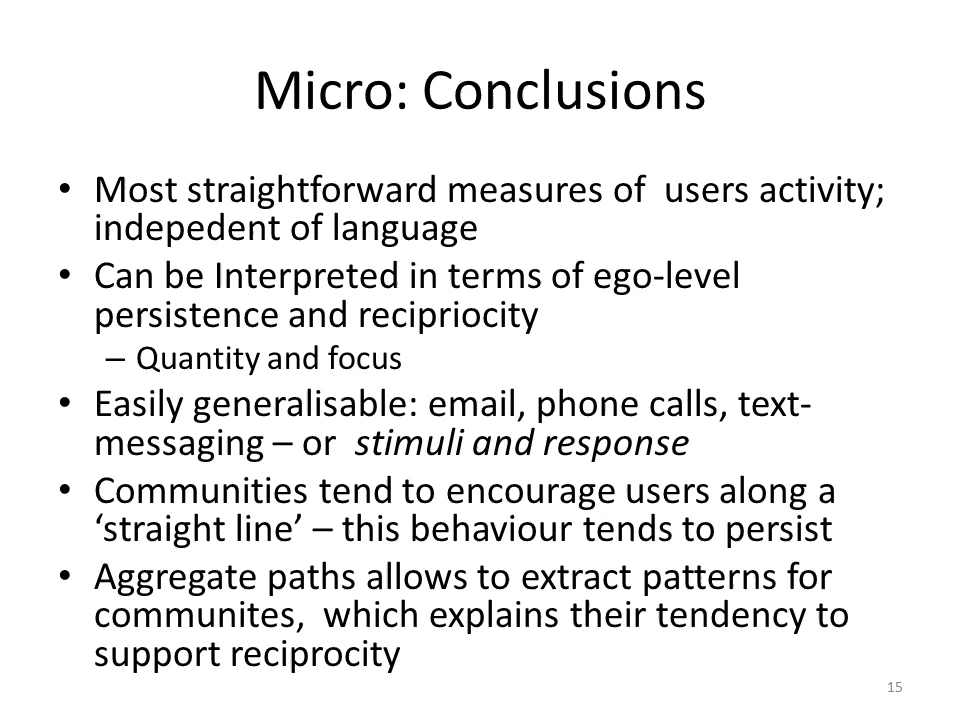 Micro: Conclusions
• Most straightforward measures of  users activity;
indepedent of language
• Can be Interpreted in terms of ego-level
persistence and recipriocity
– Quantity and focus
• Easily generalisable: email, phone calls, text-
messaging – or  stimuli and response
• Communities tend to encourage users along a
‘straight line’ – this behaviour tends to persist
• Aggregate paths allows to extract patterns for
communites,  which explains their tendency to
support reciprocity
15